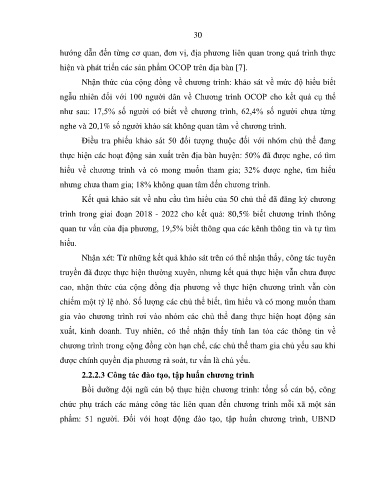 30
hướng dẫn đến từng cơ quan, đơn vị, địa phương liên quan trong quá trình thực
hiện và phát triển các sản phẩm OCOP trên địa bàn [7].
Nhận thức của cộng đồng về chương trình: khảo sát về mức độ hiểu biết
ngẫu nhiên đối với 100 người dân về Chương trình OCOP cho kết quả cụ thể
như sau: 17,5% số người có biết về chương trình, 62,4% số người chưa từng
nghe và 20,1% số người khảo sát không quan tâm về chương trình.
Điều tra phiếu khảo sát 50 đối tượng thuộc đối với nhóm chủ thể đang
thực hiện các hoạt động sản xuất trên địa bàn huyện: 50% đã được nghe, có tìm
hiểu về chương trình và có mong muốn tham gia; 32% được nghe, tìm hiểu
nhưng chưa tham gia; 18% không quan tâm đến chương trình.
Kết quả khảo sát về nhu cầu tìm hiểu của 50 chủ thể đã đăng ký chương
trình trong giai đoạn 2018 - 2022 cho kết quả: 80,5% biết chương trình thông
quan tư vấn của địa phương, 19,5% biết thông qua các kênh thông tin và tự tìm
hiểu.
Nhận xét: Từ những kết quả khảo sát trên có thể nhận thấy, công tác tuyên
truyền đã được thực hiện thường xuyên, nhưng kết quả thực hiện vẫn chưa được
cao, nhận thức của cộng đồng địa phương về thực hiện chương trình vẫn còn
chiếm một tỷ lệ nhỏ. Số lượng các chủ thể biết, tìm hiểu và có mong muốn tham
gia vào chương trình rơi vào nhóm các chủ thể đang thực hiện hoạt động sản
xuất, kinh doanh. Tuy nhiên, có thể nhận thấy tính lan tỏa các thông tin về
chương trình trong cộng đồng còn hạn chế, các chủ thể tham gia chủ yếu sau khi
được chính quyền địa phương rà soát, tư vấn là chủ yếu.
2.2.2.3 Công tác đào tạo, tập huấn chương trình
Bồi dưỡng đội ngũ cán bộ thực hiện chương trình: tổng số cán bộ, công
chức phụ trách các mảng công tác liên quan đến chương trình mỗi xã một sản
phẩm: 51 người. Đối với hoạt động đào tạo, tập huấn chương trình, UBND